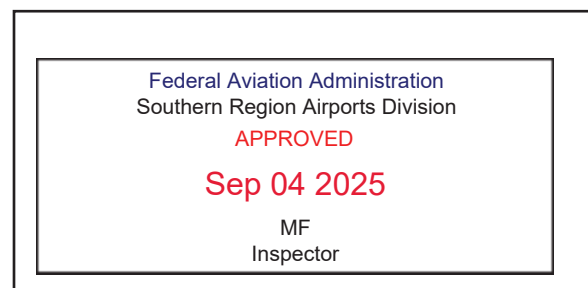 Federal Aviation Administration
Southern Region Airports Division
APPROVED
Sep 04 2025
MF
Inspector